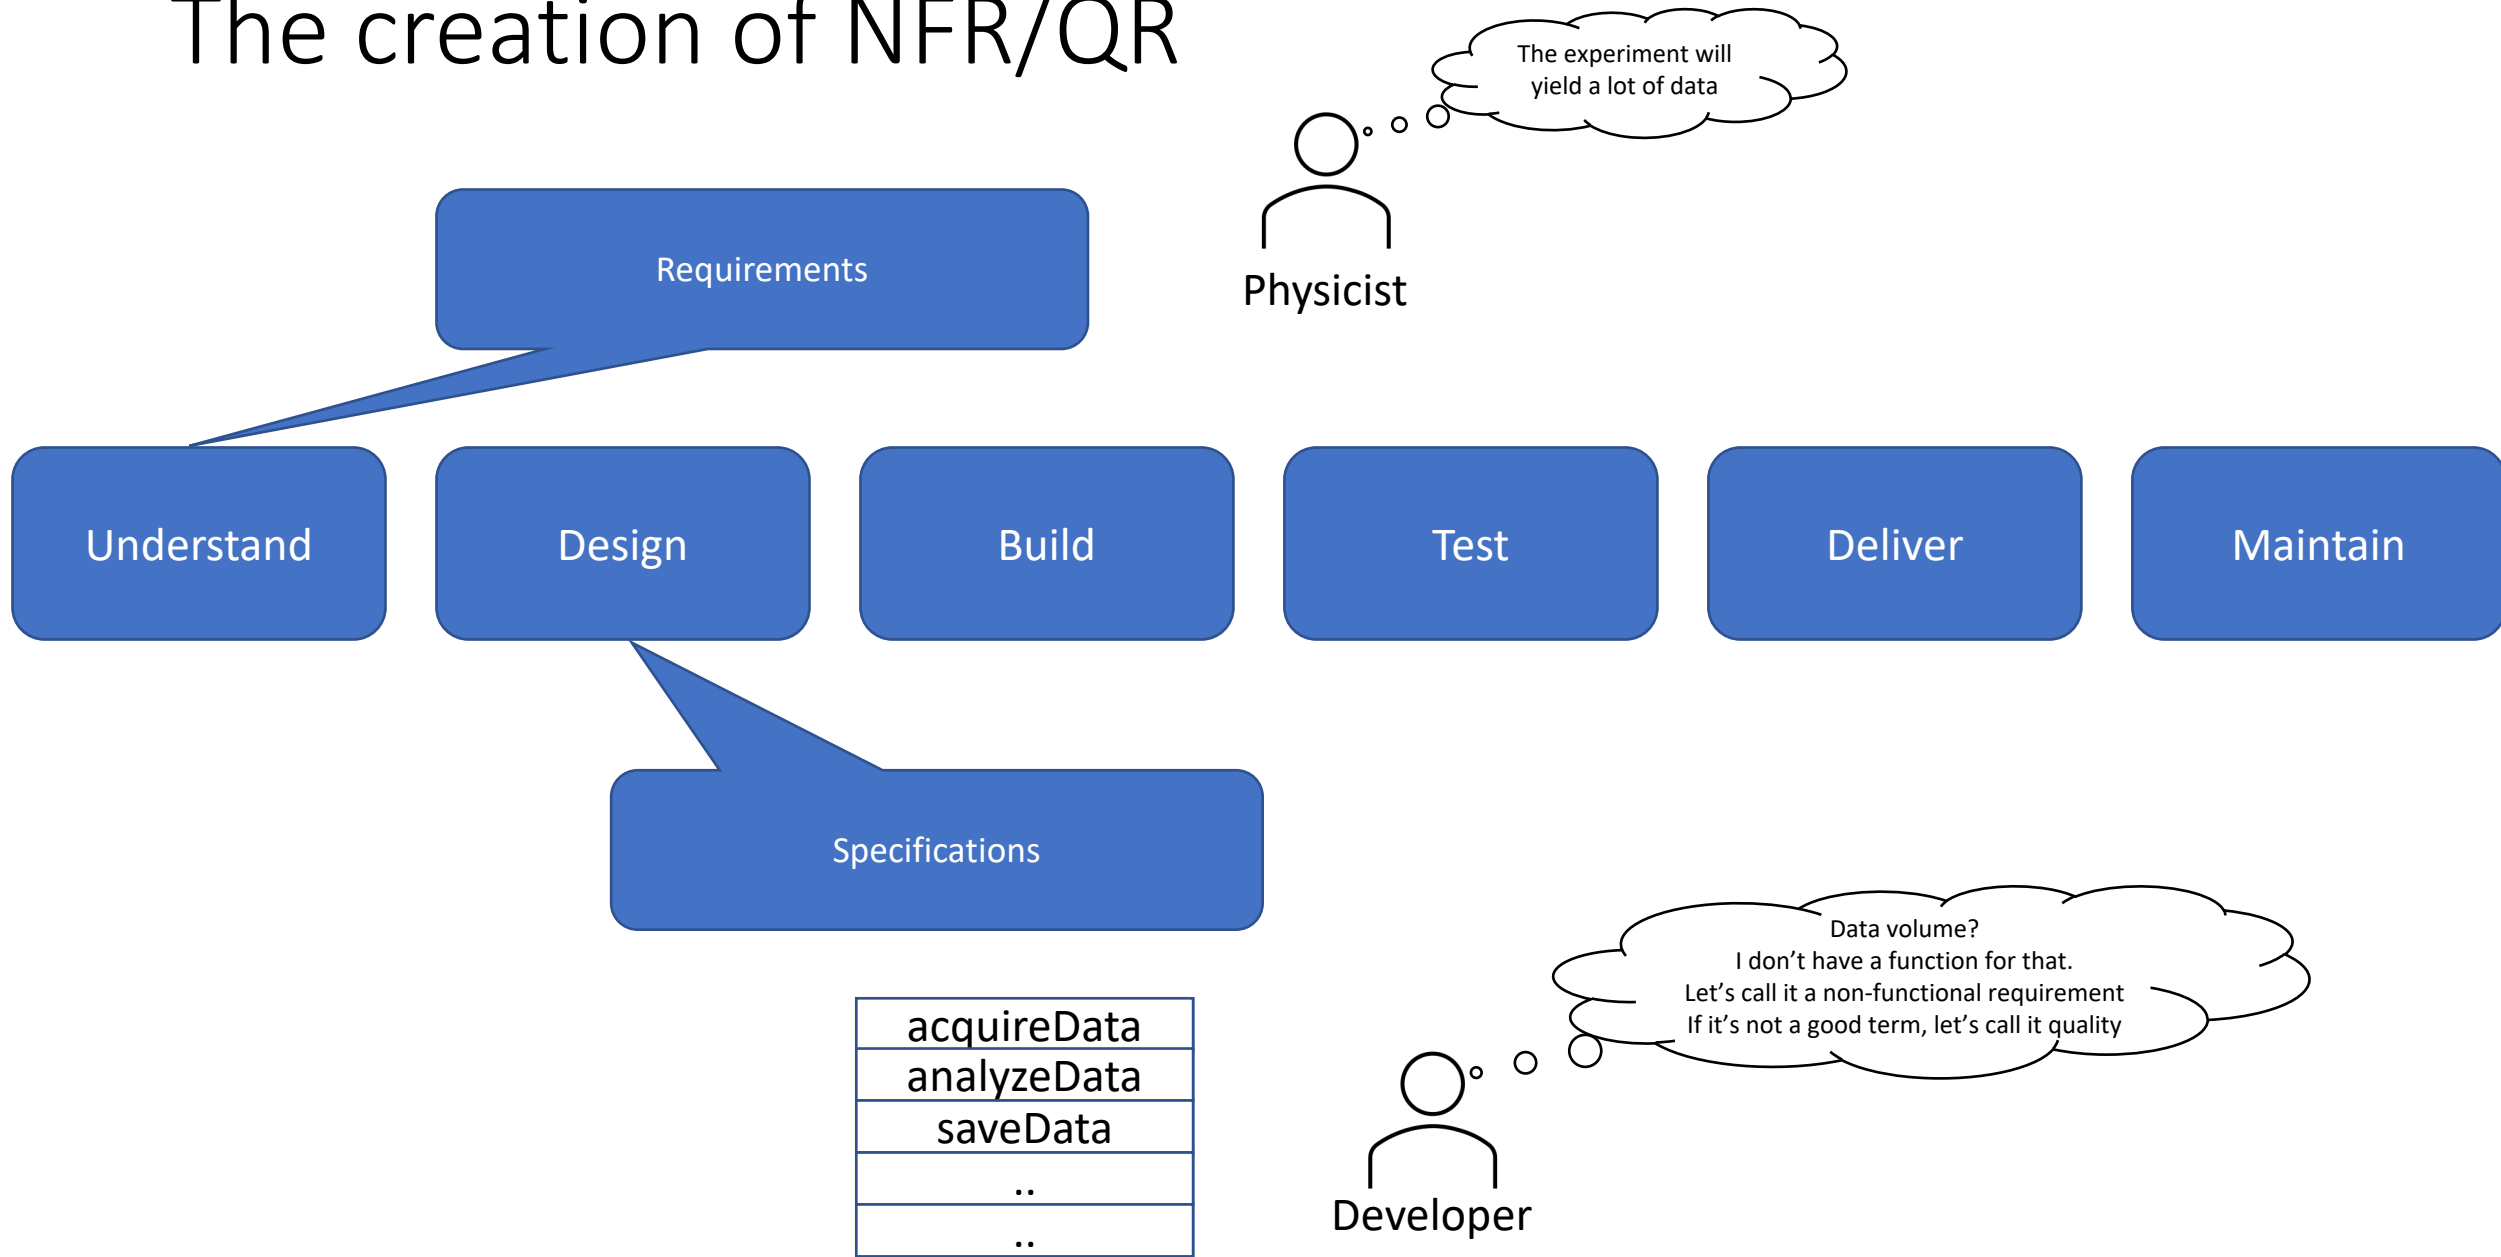 The creation of NFR/QR
The experiment will
yield a lot of data
Physicist
Requirements
Understand
Design
Build
Test
Deliver
Maintain
Specifications
Data volume?
I don’t have a function for that.
Let’s call it a non-functional requirement
If it’s not a good term, let’s call it quality
acquireData
analyzeData
saveData
..
..
Developer